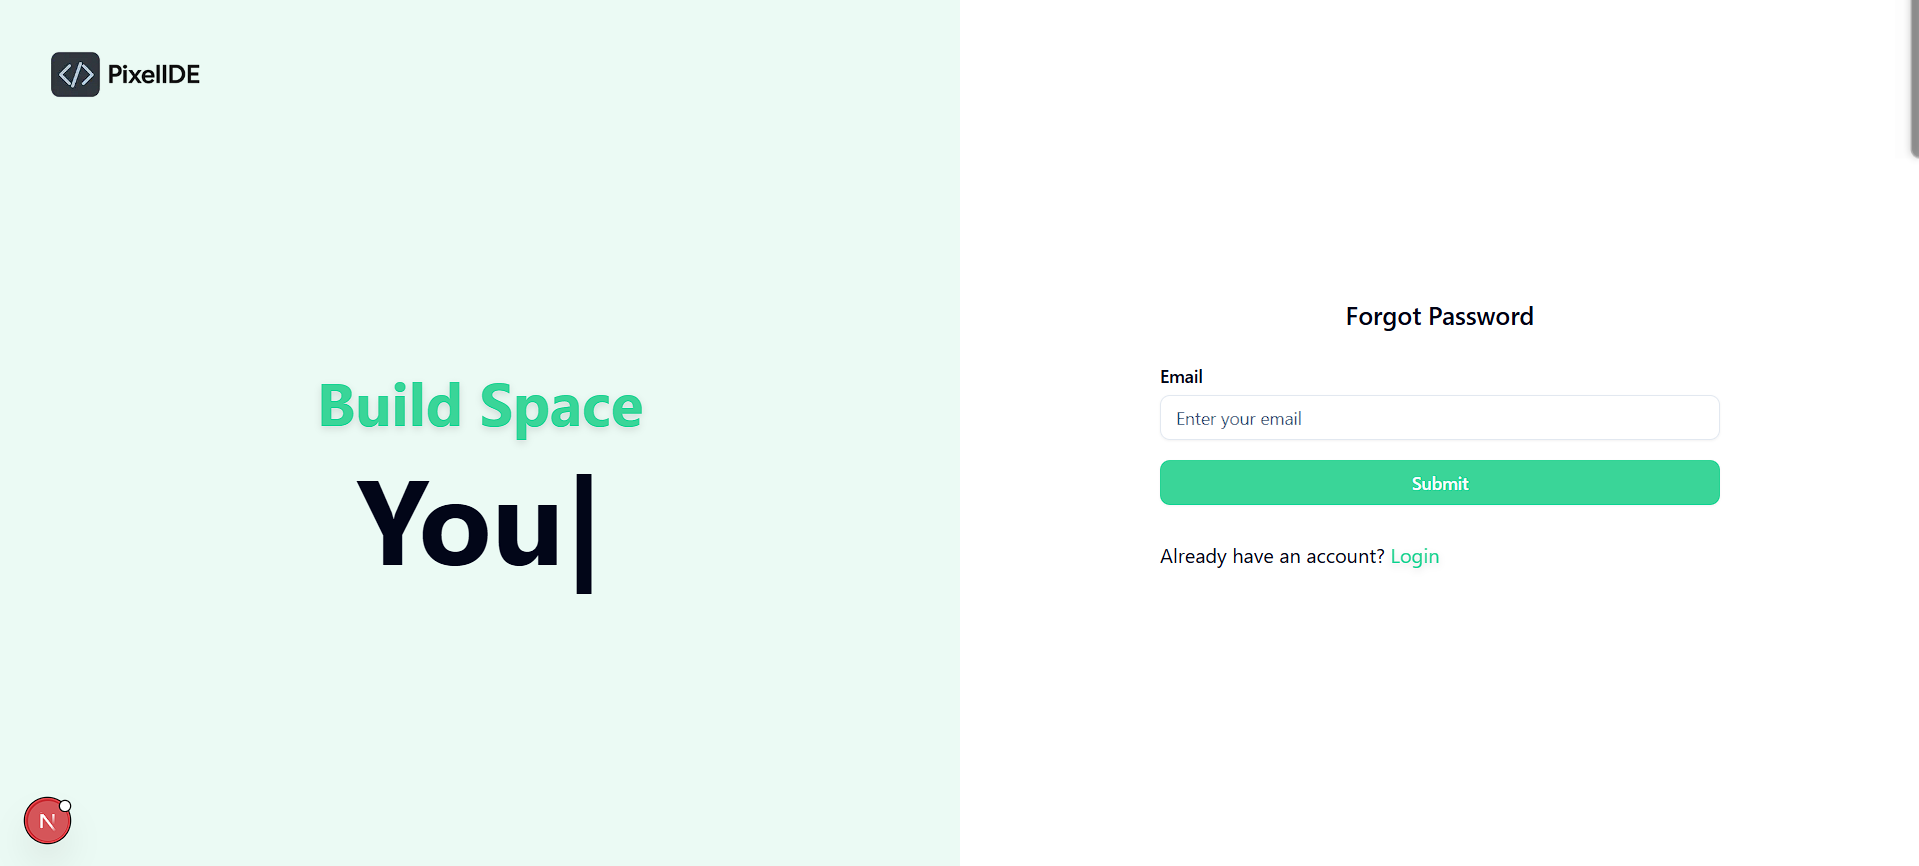 </> PixelIDE
Build Space
You|
Forgot Password
Email
Enter your email
Submit
Already have an account? Login
N